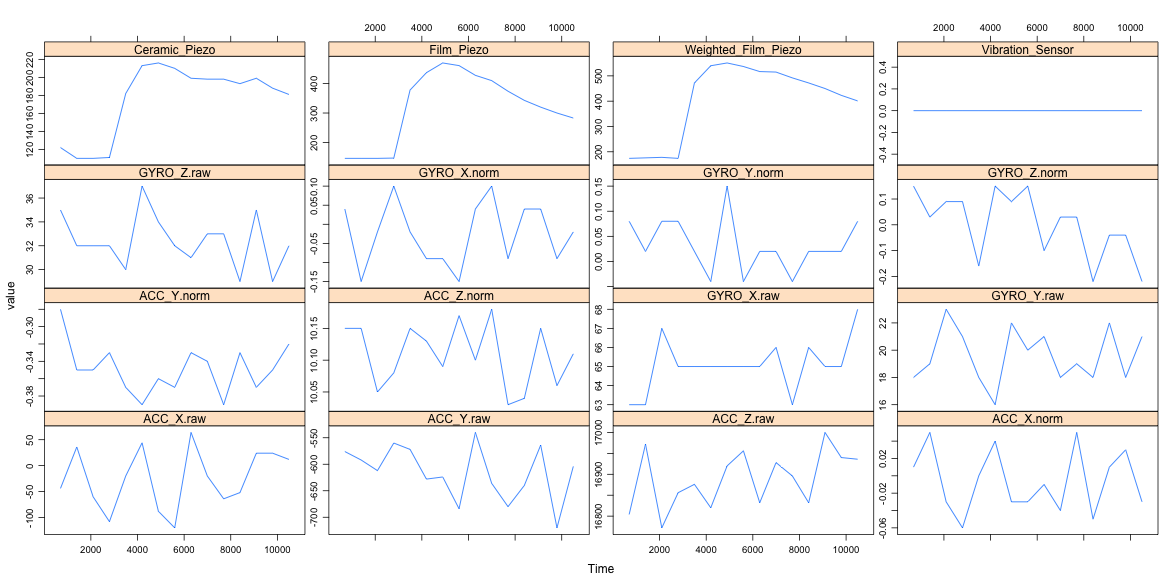 2000 4000 6000 8000 10000 2000 4000 6000 8000 10000
Ceramic_Piezo Film_Piezo Weighted_Film_Piezo Vibration_Sensor
120 140 160 180 200 220
200 300 400
200 300 400 500
-0.4 -0.2 0.0 0.2 0.4
GYRO_Z.raw GYRO_X.norm GYRO_Y.norm GYRO_Z.norm
30 32 34 36
-0.15 -0.05 0.05 0.10
0.00 0.05 0.10 0.15
-0.2 -0.1 0.0 0.1
value
ACC_Y.norm ACC_Z.norm GYRO_X.raw GYRO_Y.raw
-0.38 -0.34 -0.30
10.05 10.10 10.15
63 64 65 66 67 68
16 18 20 22
ACC_X.raw ACC_Y.raw ACC_Z.raw ACC_X.norm
-100 -50 0 50
-700 -650 -600 -550
16800 16900 17000
-0.06 -0.02 0.02
2000 4000 6000 8000 10000 2000 4000 6000 8000 10000
Time